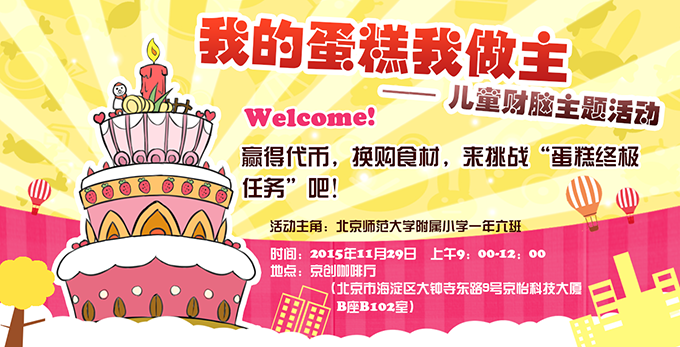 我的蛋糕我做主
—— 儿童财脑主题活动
Welcome!
赢得代币，换购食材，来挑战“蛋糕终极
任务”吧！
活动主角：北京师范大学附属小学一年六班
时间：2015年11月29日 上午9：00-12：00
地点：京创咖啡厅
（北京市海淀区大钟寺东路9号京怡科技大厦
B座B102室）